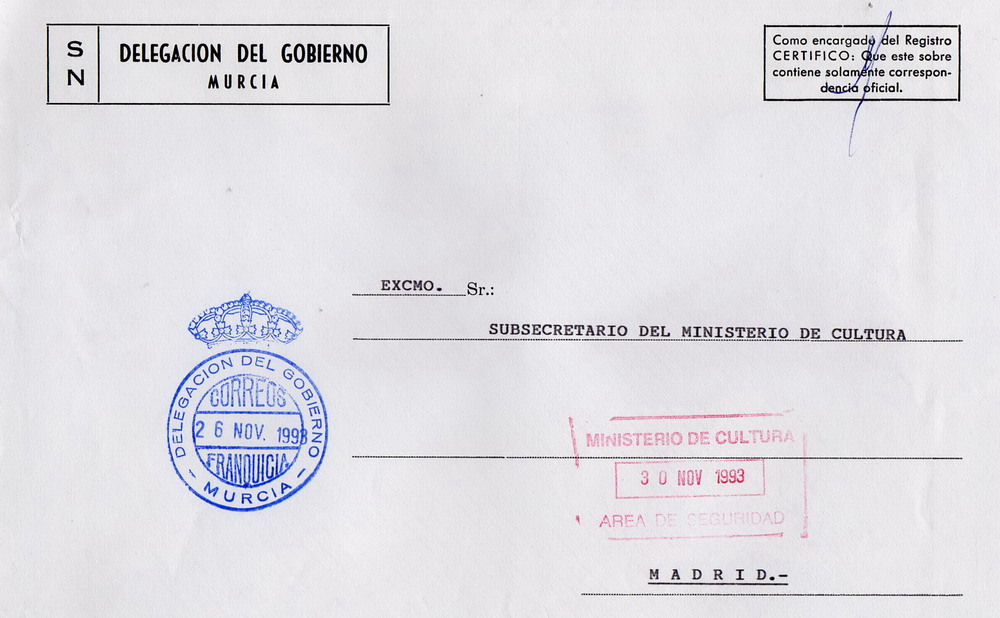 S
N
DELEGACION DEL GOBIERNO
MURCIA
Como encargado del Registro
CERTIFICO: Que este sobre
contiene solamente correspon-
dencia oficial.
EXCMO. Sr.:
SUBSECRETARIO DEL MINISTERIO DE CULTURA
DELEGACION DEL GOBIERNO
CORREOS
26 NOV. 1993
FRANQUICIA
- MURCIA -
MINISTERIO DE CULTURA
30 NOV 1993
AREA DE SEGURIDAD
MADRID.-